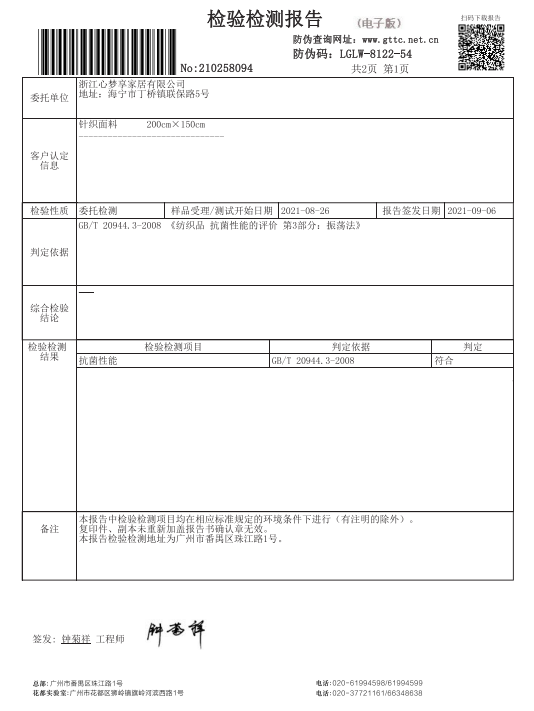 检验检测报告 （电子版）
扫码下载报告
防伪查询网址: www.gttc.net.cn
防伪码: LGLW-8122-54
No:210258094
共2页 第1页
委托单位
浙江心梦享家居有限公司
地址: 海宁市丁桥镇联保路5号
客户认定
信息
针织面料 200cm×150cm
检验性质 委托检测 样品受理/测试开始日期 2021-08-26 报告签发日期 2021-09-06
判定依据
GB/T 20944.3-2008 《纺织品 抗菌性能的评价 第3部分: 振荡法》
综合检验
结论
——
检验检测
结果
检验检测项目 判定依据 判定
抗菌性能 GB/T 20944.3-2008 符合
备注
本报告中检验检测项目均在相应标准规定的环境条件下进行（有注明的除外）。
复印件、副本未重新加盖报告书确认章无效。
本报告检验检测地址为广州市番禺区珠江路1号。
签发: 钟菊祥 工程师 钟菊祥
总部: 广州市番禺区珠江路1号 电话:020-61994598/61994599
花都实验室: 广州市花都区狮岭镇旗岭河滨西路1号 电话:020-37721161/66348638